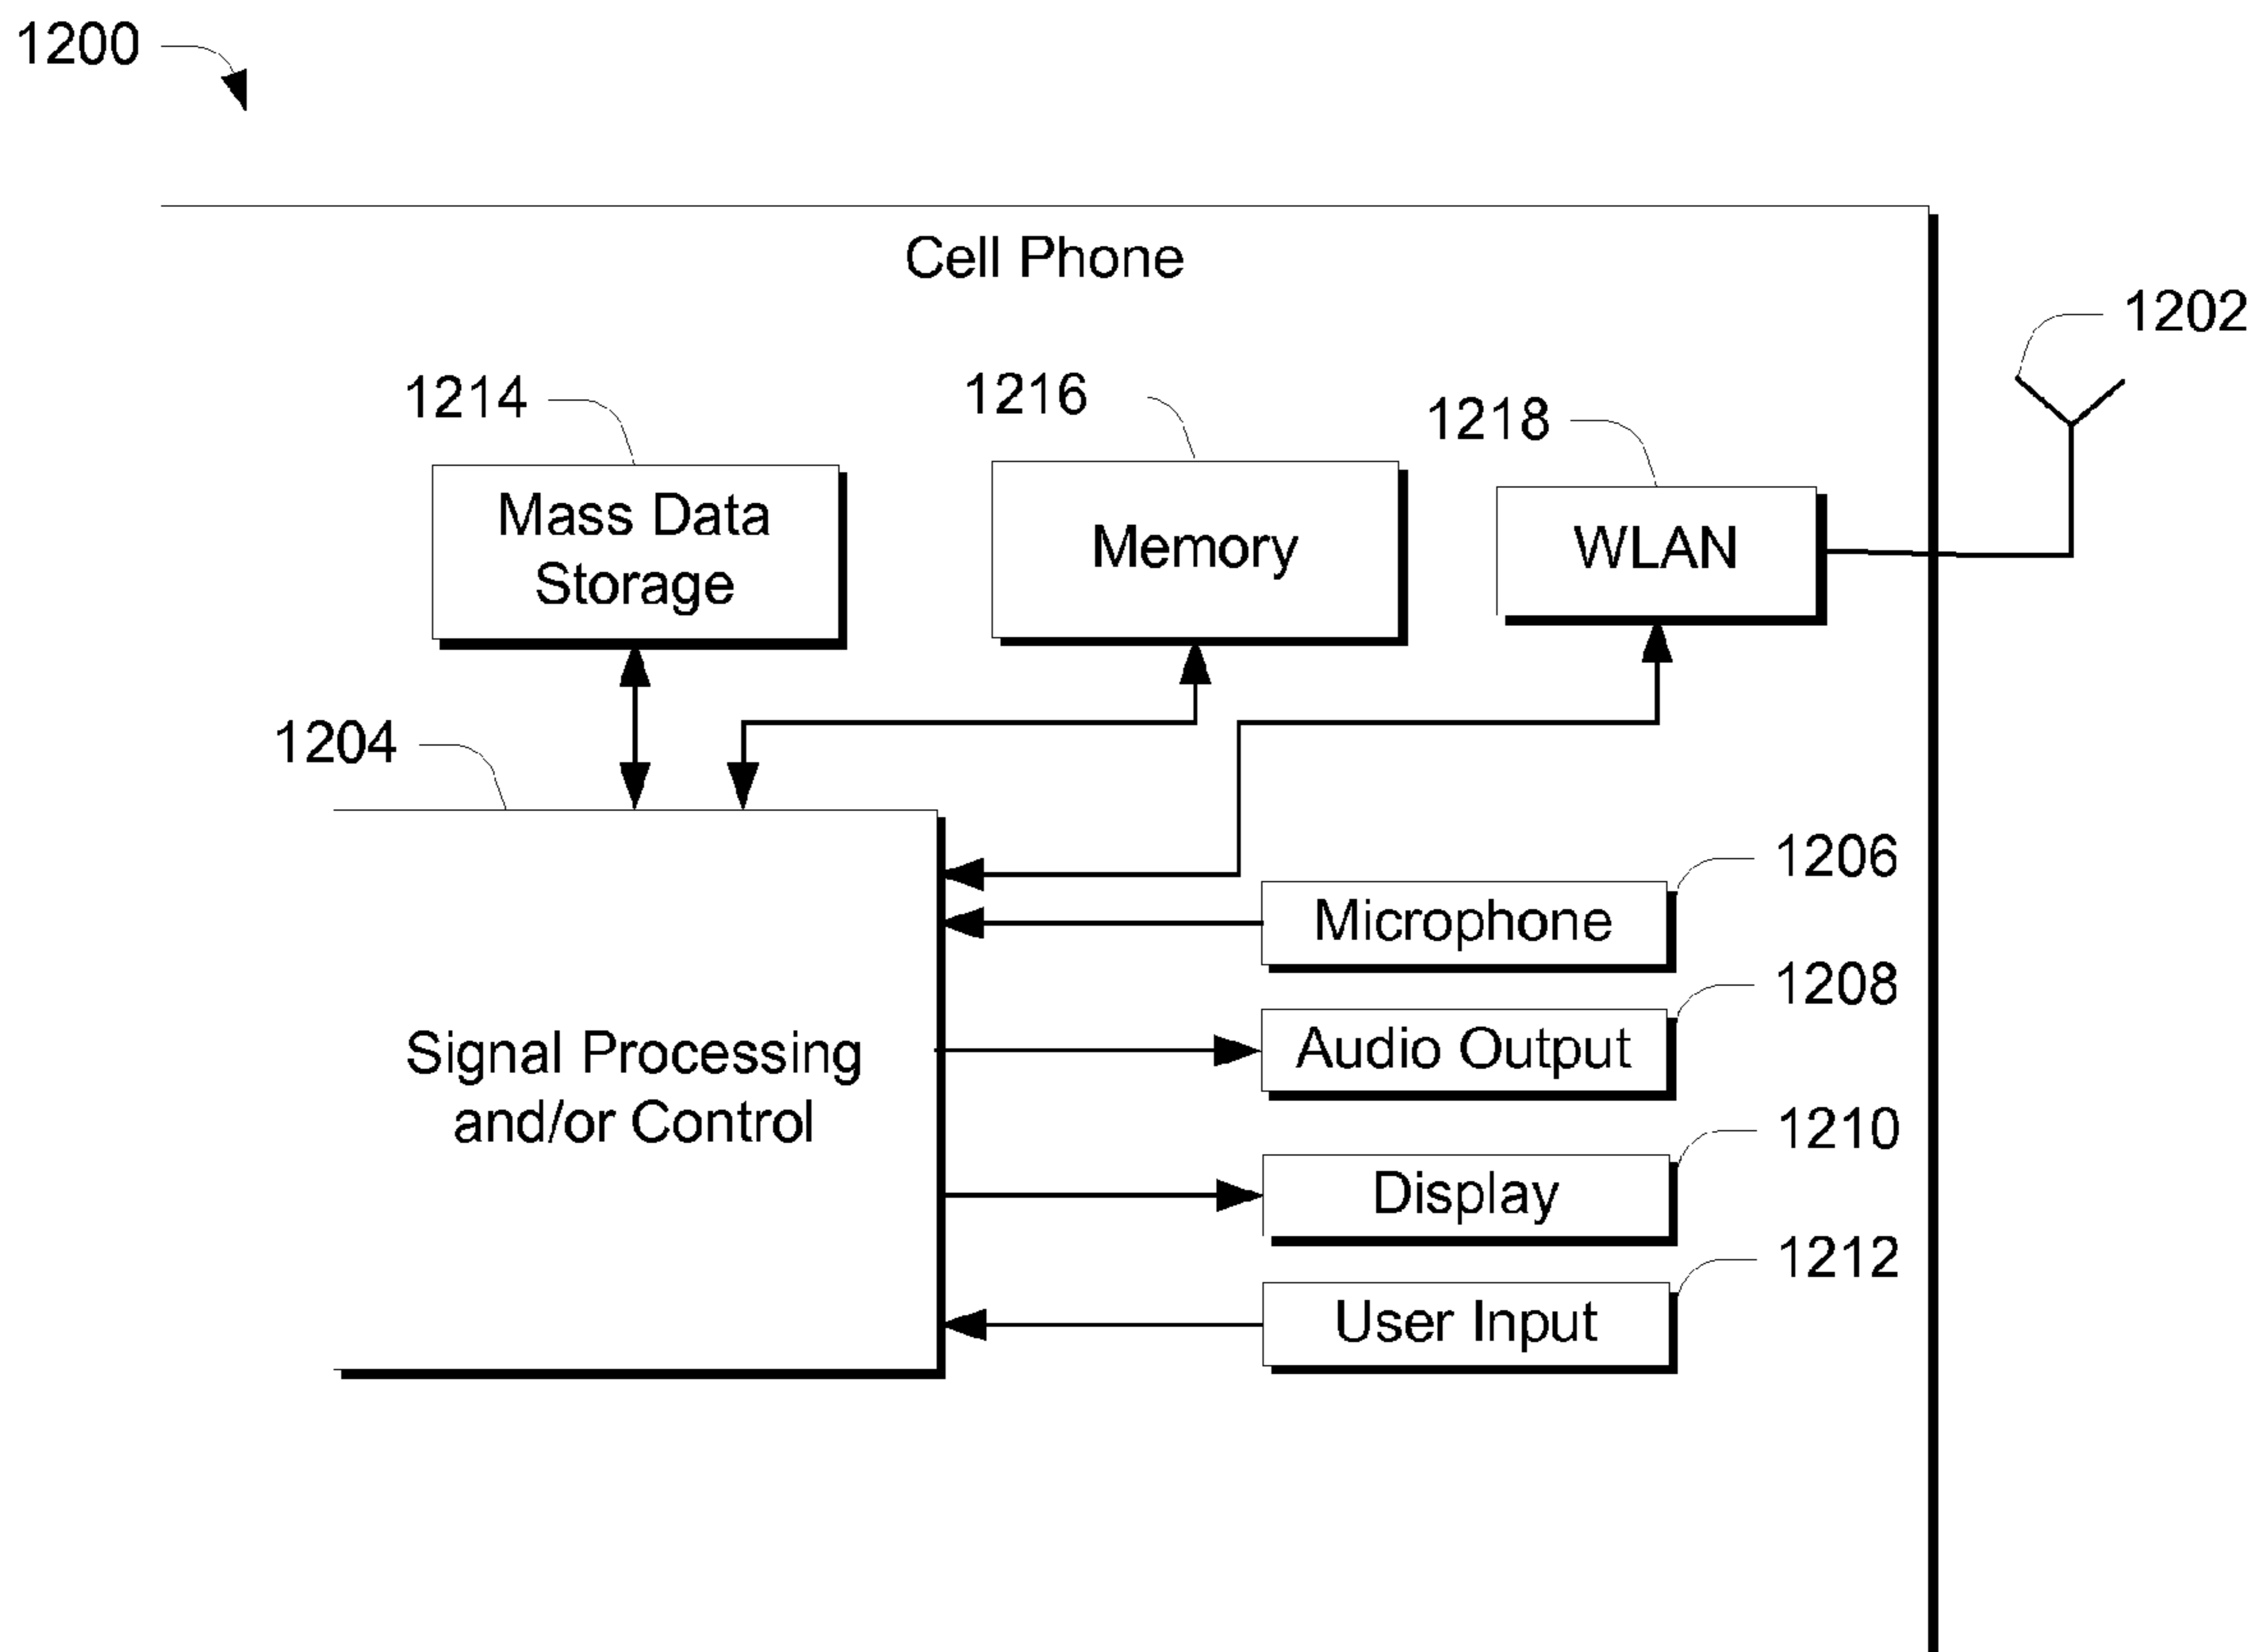 1200
Cell Phone
1202
1214
1216
1218
Mass Data
Storage
Memory
WLAN
1204
1206
Microphone
1208
Signal Processing
and/or Control
Audio Output
1210
Display
1212
User Input